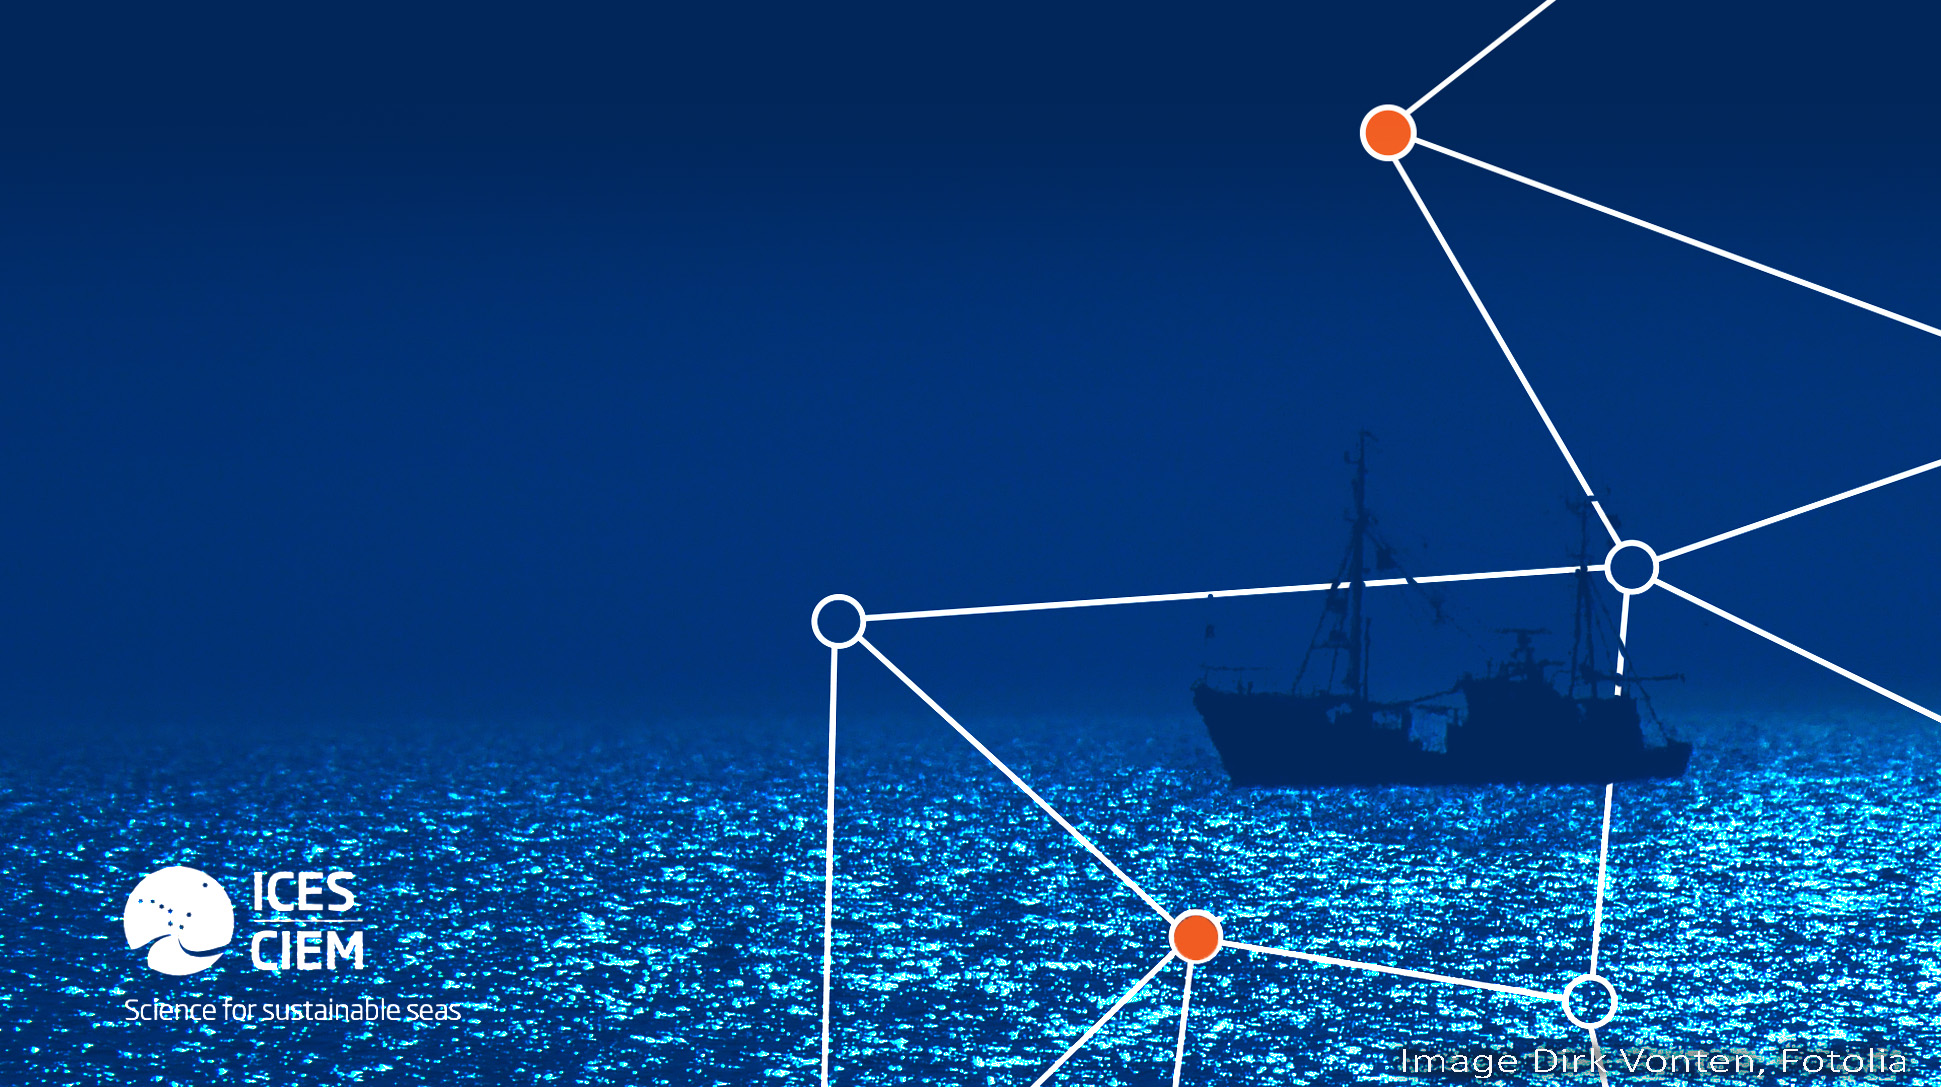 ICES
CIEM
Science for sustainable seas
Image Dirk Vonten, Fotolia